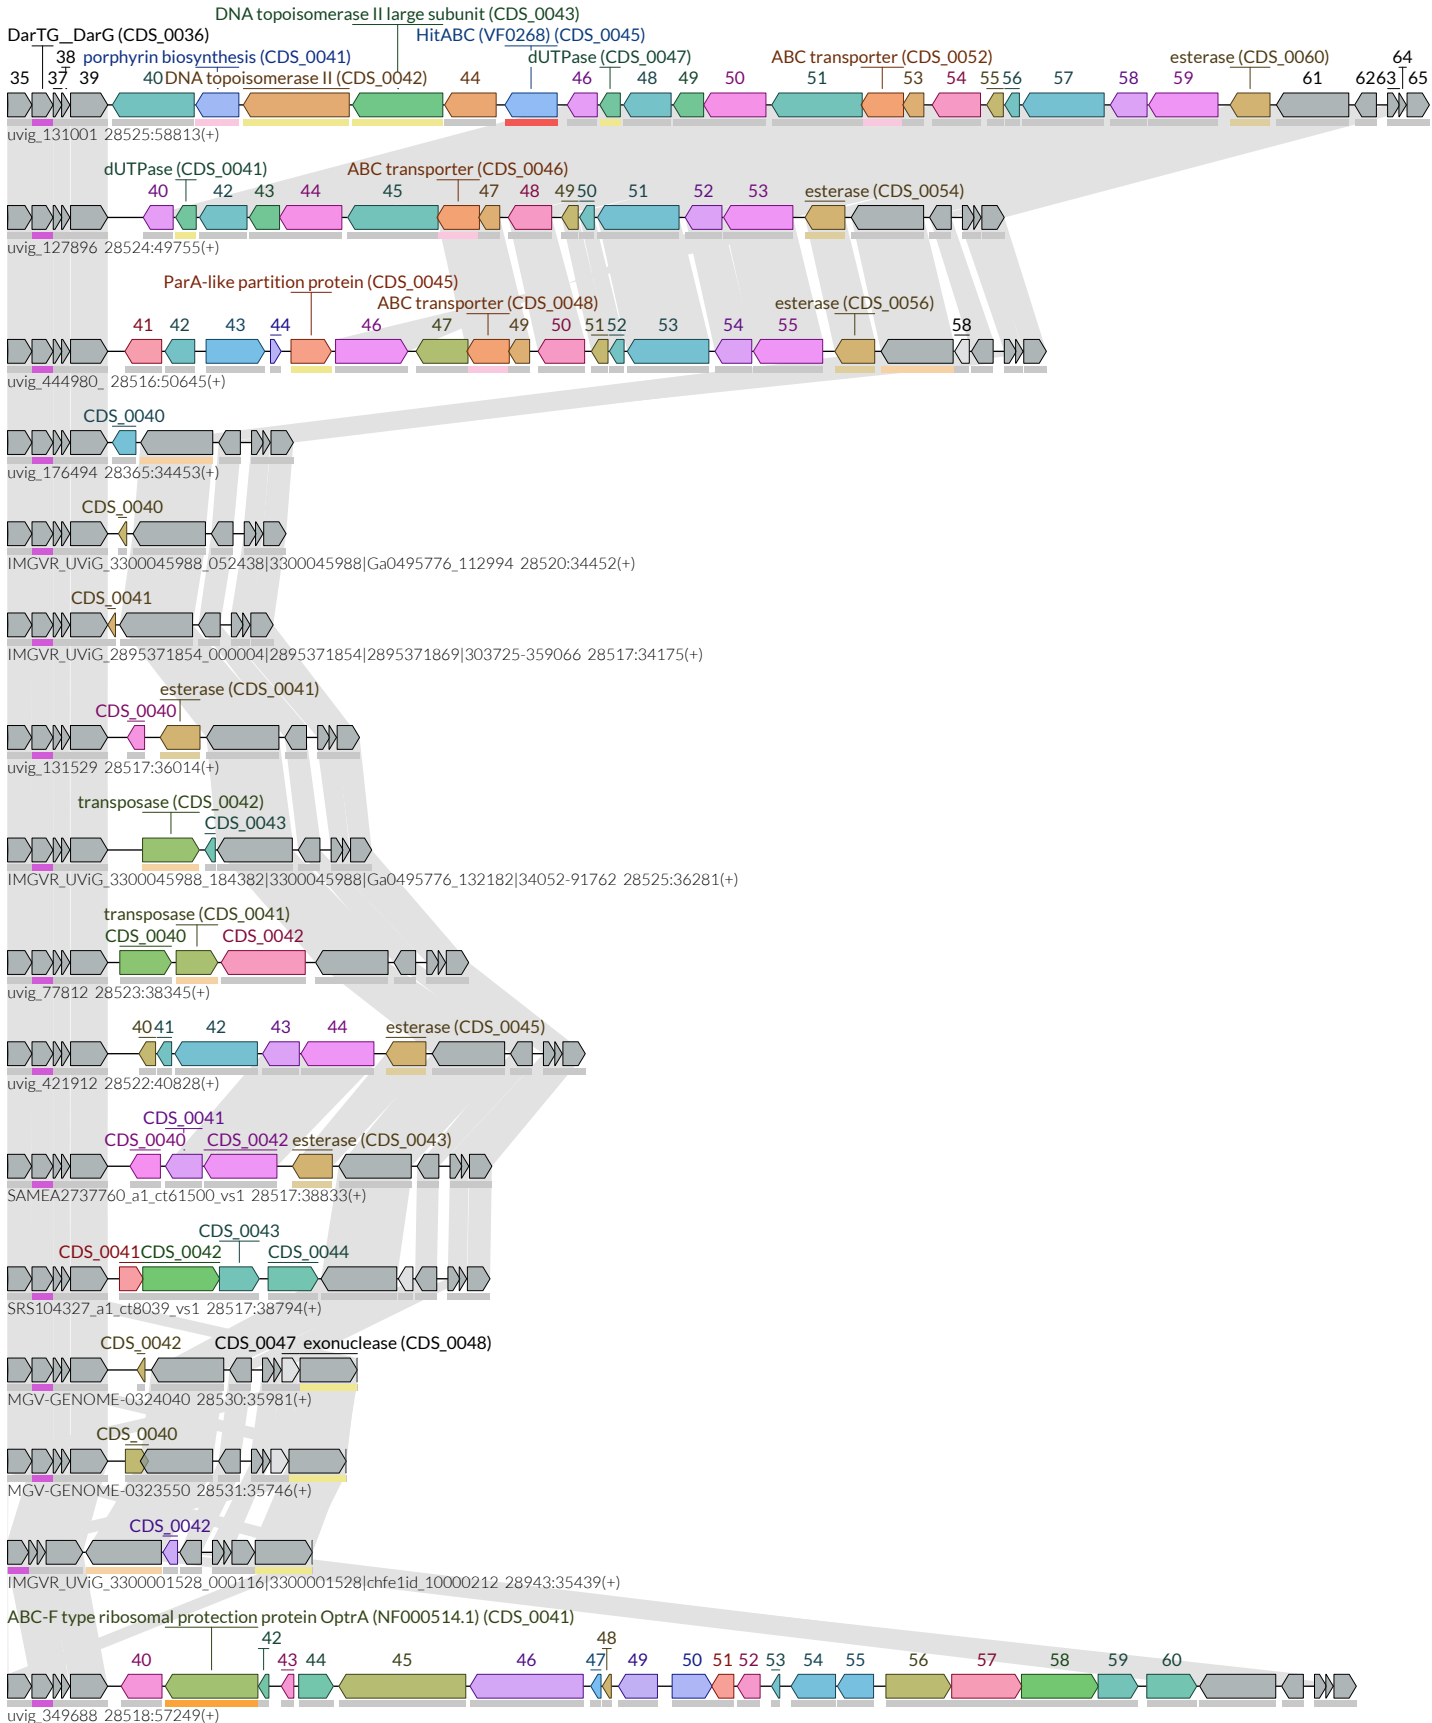 DNA topoisomerase II large subunit (CDS_0043)
DarTG__DarG (CDS_0036) HitABC (VF0268) (CDS_0045)
38 porphyrin biosynthesis (CDS_0041) dUTPase (CDS_0047) ABC transporter (CDS_0052) esterase (CDS_0060) 64
35 37 39 40 DNA topoisomerase II (CDS_0042) 44 46 48 49 50 51 53 54 55 56 57 58 59 61 62 63 65
uvig_131001 28525:58813(+)
dUTPase (CDS_0041) ABC transporter (CDS_0046)
40 42 43 44 45 47 48 49 50 51 52 53 esterase (CDS_0054)
uvig_127896 28524:49755(+)
ParA-like partition protein (CDS_0045)
ABC transporter (CDS_0048) esterase (CDS_0056)
41 42 43 44 46 47 49 50 51 52 53 54 55 58
uvig_444980_ 28516:50645(+)
CDS_0040
uvig_176494 28365:34453(+)
CDS_0040
IMGVR_UViG_3300045988_052438|3300045988|Ga0495776_112994 28520:34452(+)
CDS_0041
IMGVR_UViG_2895371854_000004|2895371854|2895371869|303725-359066 28517:34175(+)
esterase (CDS_0041)
CDS_0040
uvig_131529 28517:36014(+)
transposase (CDS_0042)
CDS_0043
IMGVR_UViG_3300045988_184382|3300045988|Ga0495776_132182|34052-91762 28525:36281(+)
transposase (CDS_0041)
CDS_0040 CDS_0042
uvig_77812 28523:38345(+)
40 41 42 43 44 esterase (CDS_0045)
uvig_421912 28522:40828(+)
CDS_0041
CDS_0040 CDS_0042 esterase (CDS_0043)
SAMEA2737760_a1_ct61500_vs1 28517:38833(+)
CDS_0043
CDS_0041 CDS_0042 CDS_0044
SRS104327_a1_ct8039_vs1 28517:38794(+)
CDS_0042 CDS_0047 exonuclease (CDS_0048)
MGV-GENOME-0324040 28530:35981(+)
CDS_0040
MGV-GENOME-0323550 28531:35746(+)
CDS_0042
IMGVR_UViG_3300001528_000116|3300001528|chfe1id_10000212 28943:35439(+)
ABC-F type ribosomal protection protein OptrA (NF000514.1) (CDS_0041)
42 48
40 43 44 45 46 47 49 50 51 52 53 54 55 56 57 58 59 60
uvig_349688 28518:57249(+)